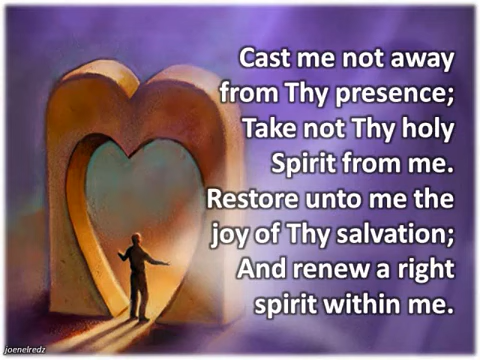 Cast me not away
from Thy presence;
Take not Thy holy
Spirit from me.
Restore unto me the
joy of Thy salvation;
And renew a right
spirit within me.
joenelredz